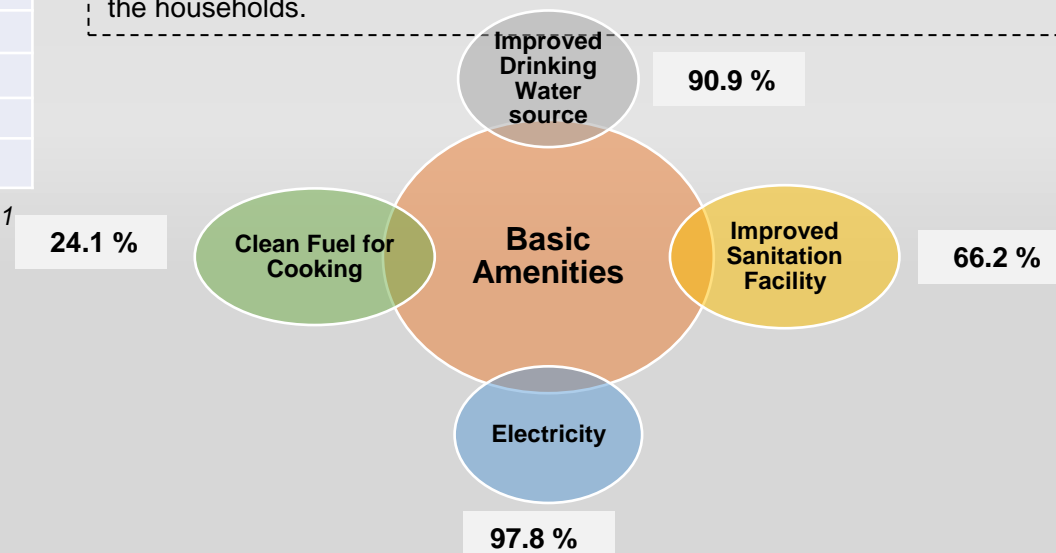 the households.
Improved
Drinking
Water
source
90.9 %
1
24.1 %
Clean Fuel for
Cooking
Basic
Amenities
Improved
Sanitation
Facility
66.2 %
Electricity
97.8 %